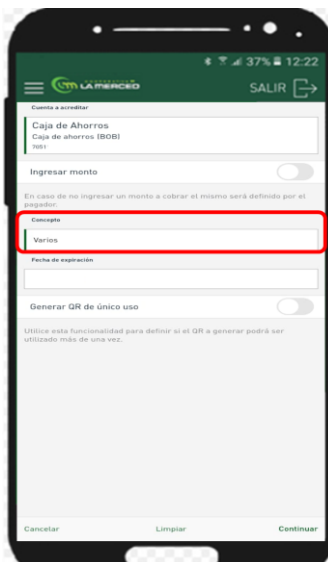 37% 12:22
LA MERCED
SALIR
Cuenta a acreditar
Caja de Ahorros
Caja de ahorros (BOB)
7051
Ingresar monto
En caso de no ingresar un monto a cobrar el mismo será definido por el
pagador.
Concepto
Varios
Fecha de expiración
Generar QR de único uso
Utilice esta funcionalidad para definir si el QR a generar podrá ser
utilizado más de una vez.
Cancelar
Limpiar
Continuar